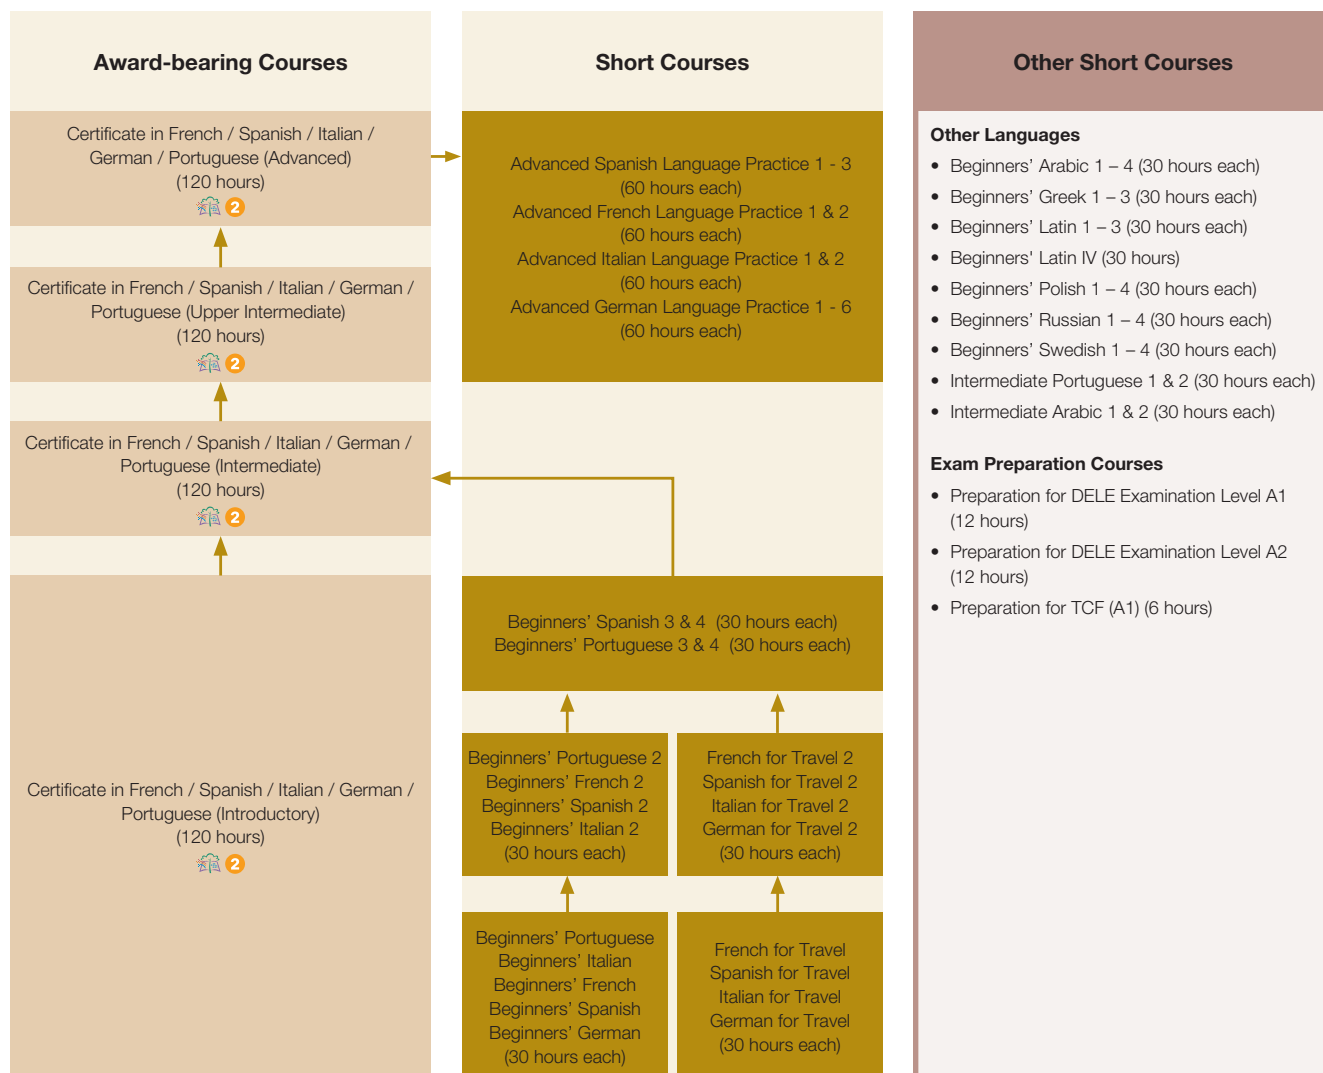 Award-bearing Courses
Certificate in French / Spanish / Italian /
German / Portuguese (Advanced)
(120 hours)
2
Certificate in French / Spanish / Italian / German /
Portuguese (Upper Intermediate)
(120 hours)
2
Certificate in French / Spanish / Italian / German /
Portuguese (Intermediate)
(120 hours)
2
Certificate in French / Spanish / Italian / German /
Portuguese (Introductory)
(120 hours)
2
Short Courses
Advanced Spanish Language Practice 1 - 3
(60 hours each)
Advanced French Language Practice 1 & 2
(60 hours each)
Advanced Italian Language Practice 1 & 2
(60 hours each)
Advanced German Language Practice 1 - 6
(60 hours each)
Beginners’ Spanish 3 & 4 (30 hours each)
Beginners’ Portuguese 3 & 4 (30 hours each)
Beginners’ Portuguese 2
Beginners’ French 2
Beginners’ Spanish 2
Beginners’ Italian 2
(30 hours each)
French for Travel 2
Spanish for Travel 2
Italian for Travel 2
German for Travel 2
(30 hours each)
Beginners’ Portuguese
Beginners’ Italian
Beginners’ French
Beginners’ Spanish
Beginners’ German
(30 hours each)
French for Travel
Spanish for Travel
Italian for Travel
German for Travel
(30 hours each)
Other Short Courses
Other Languages
• Beginners’ Arabic 1 – 4 (30 hours each)
• Beginners’ Greek 1 – 3 (30 hours each)
• Beginners’ Latin 1 – 3 (30 hours each)
• Beginners' Latin IV (30 hours)
• Beginners’ Polish 1 – 4 (30 hours each)
• Beginners’ Russian 1 – 4 (30 hours each)
• Beginners’ Swedish 1 – 4 (30 hours each)
• Intermediate Portuguese 1 & 2 (30 hours each)
• Intermediate Arabic 1 & 2 (30 hours each)
Exam Preparation Courses
• Preparation for DELE Examination Level A1
(12 hours)
• Preparation for DELE Examination Level A2
(12 hours)
• Preparation for TCF (A1) (6 hours)